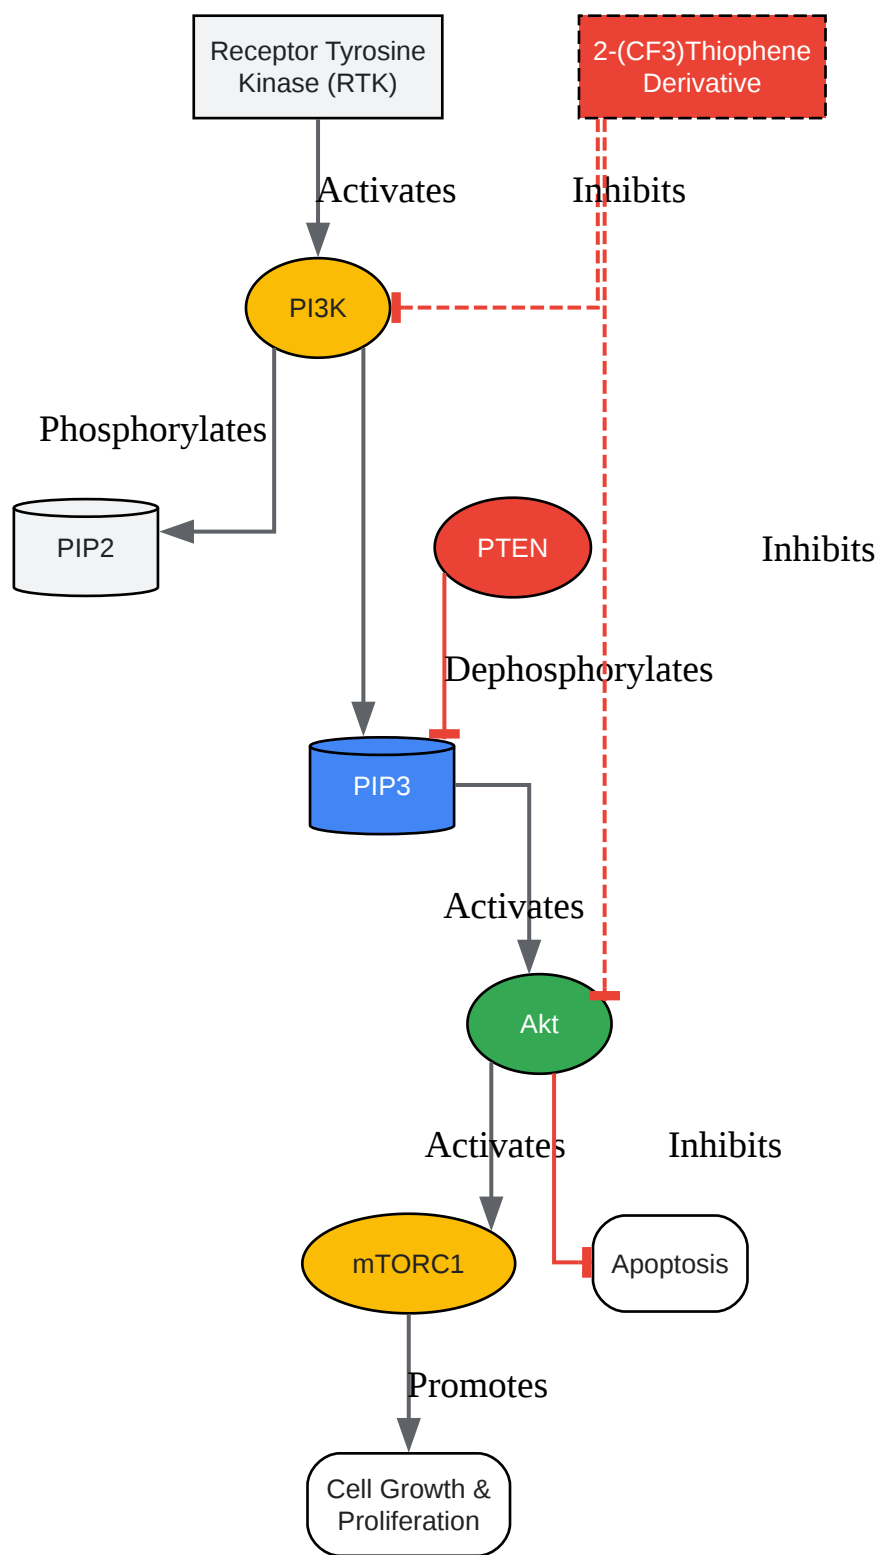 Receptor Tyrosine
Kinase (RTK)
2-(CF3)Thiophene
Derivative
Activates
Inhibits
PI3K
Phosphorylates
PIP2
PTEN
Inhibits
Dephosphorylates
PIP3
Activates
Akt
Activates
Inhibits
mTORC1
Apoptosis
Promotes
Cell Growth &
Proliferation